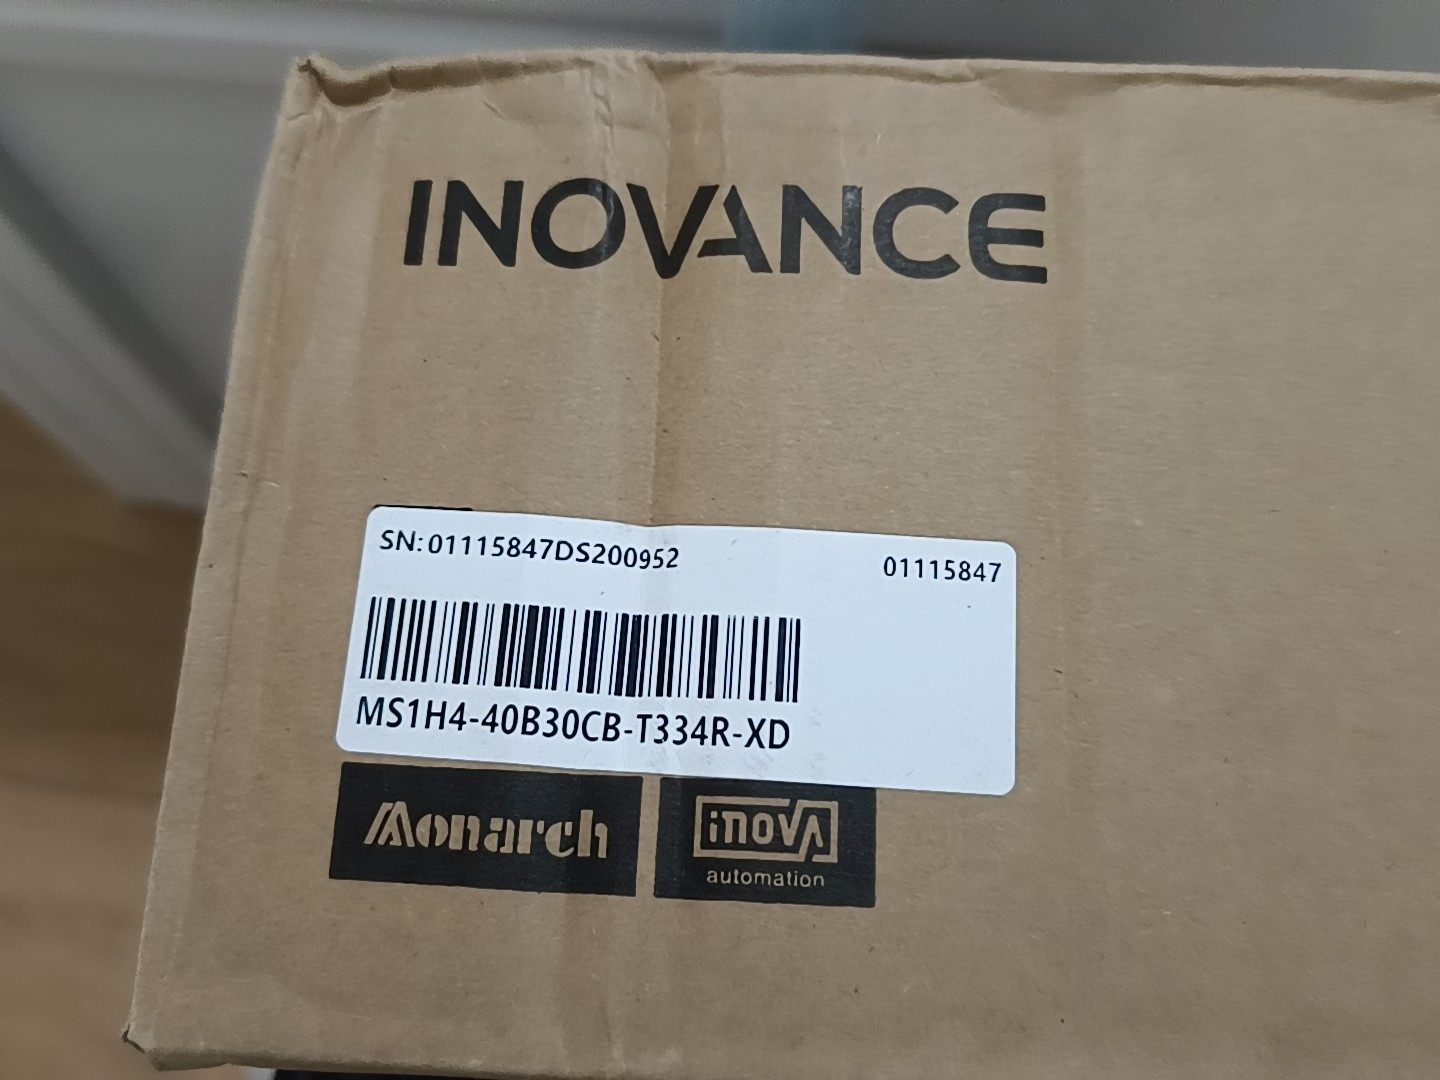 INOVANCE
SN: 01115847DS200952 01115847
MS1H4-40B30CB-T334R-XD
Monarch
inovA
automation